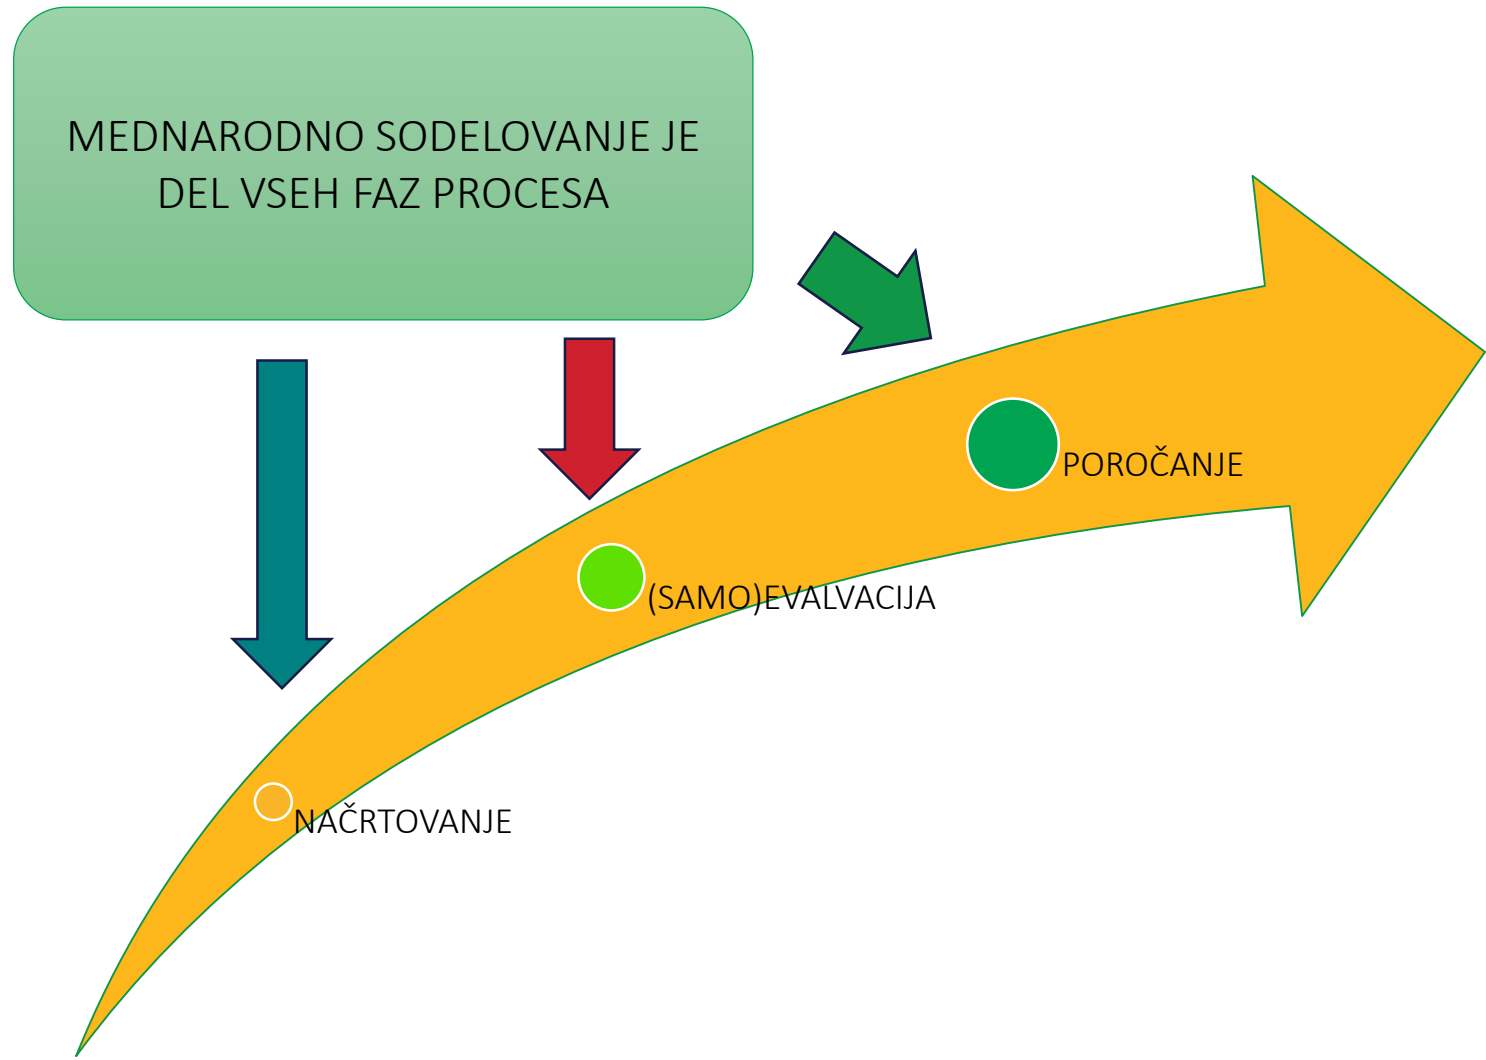 MEDNARODNO SODELOVANJE JE
DEL VSEH FAZ PROCESA
POROČANJE
(SAMO)EVALVACIJA
NAČRTOVANJE